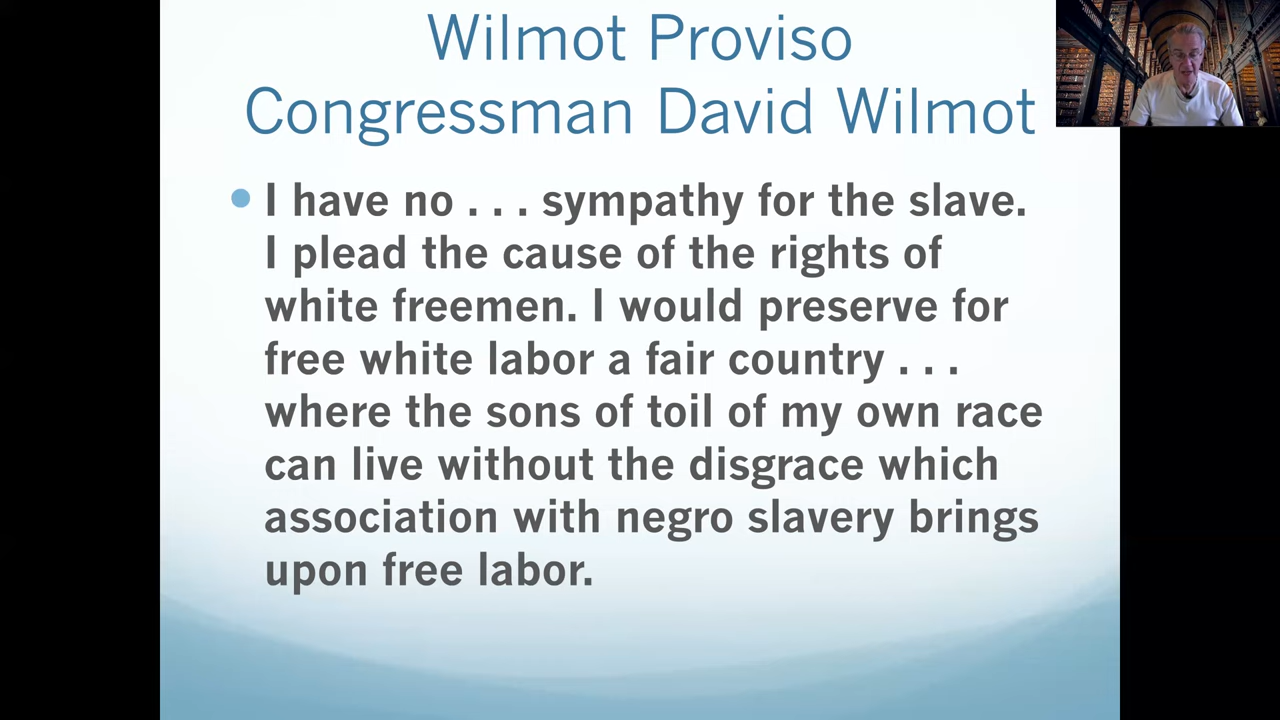 Wilmot Proviso
Congressman David Wilmot
I have no . . . sympathy for the slave.
I plead the cause of the rights of
white freemen. I would preserve for
free white labor a fair country . . .
where the sons of toil of my own race
can live without the disgrace which
association with negro slavery brings
upon free labor.